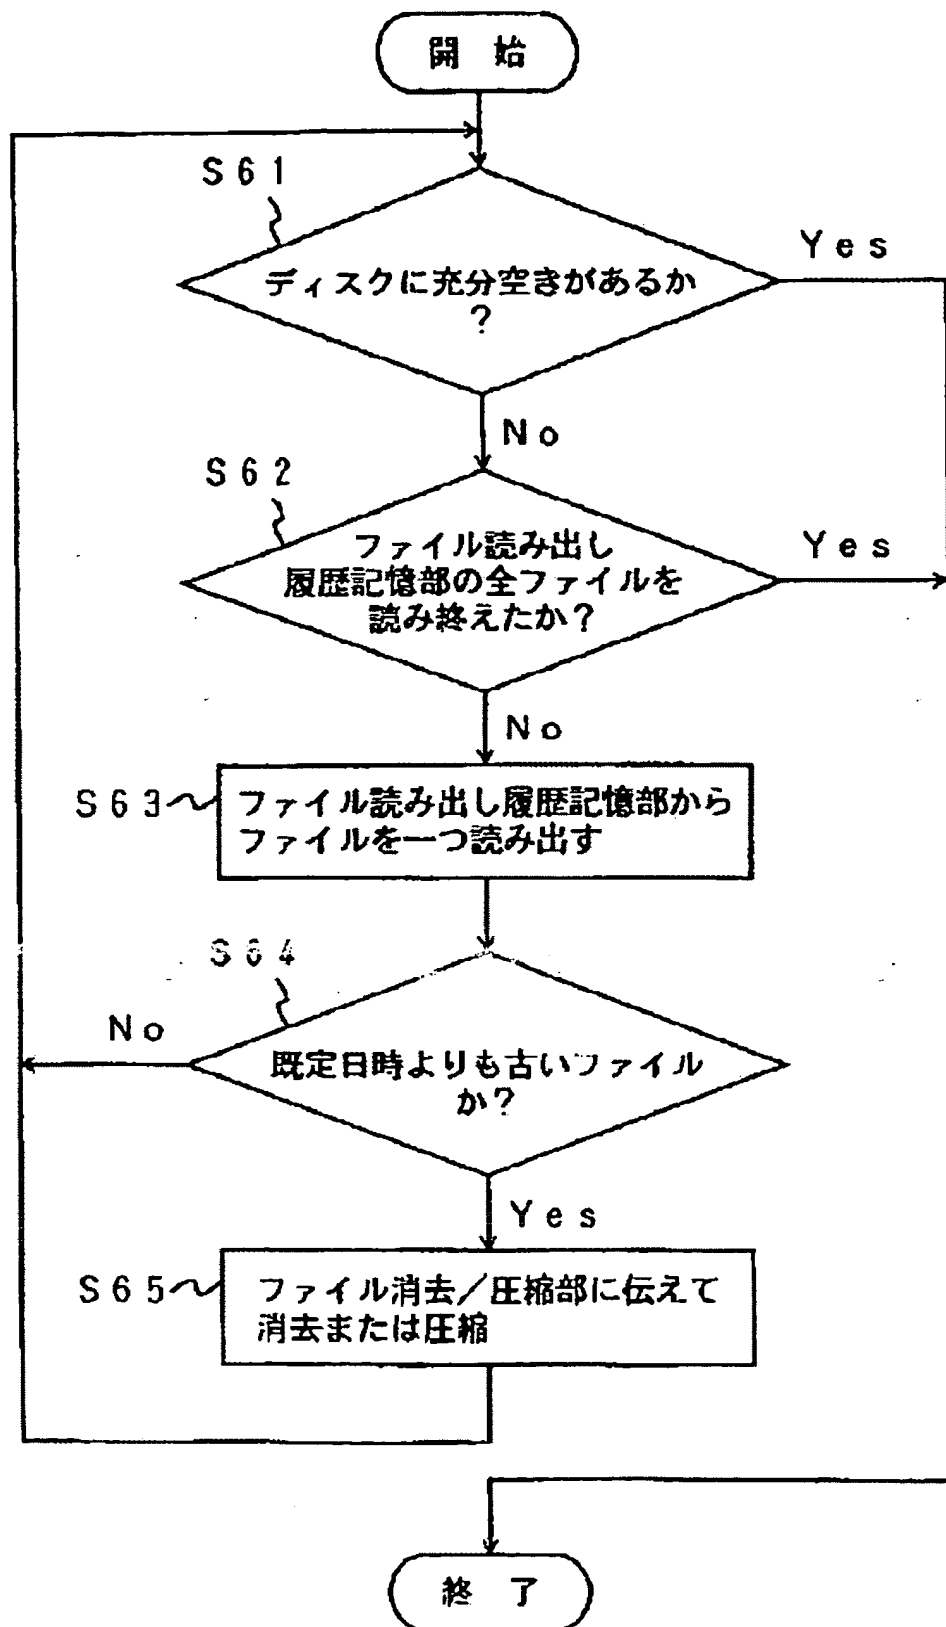 開 始
S61
Yes
ディスクに充分空きがあるか
?
No
S62
Yes
ファイル読み出し
履歴記憶部の全ファイルを
読み終えたか?
No
S63
ファイル読み出し履歴記憶部から
ファイルを一つ読み出す
S64
No
既定日時よりも古いファイル
か?
Yes
S65
ファイル消去/圧縮部に伝えて
消去または圧縮
終 了